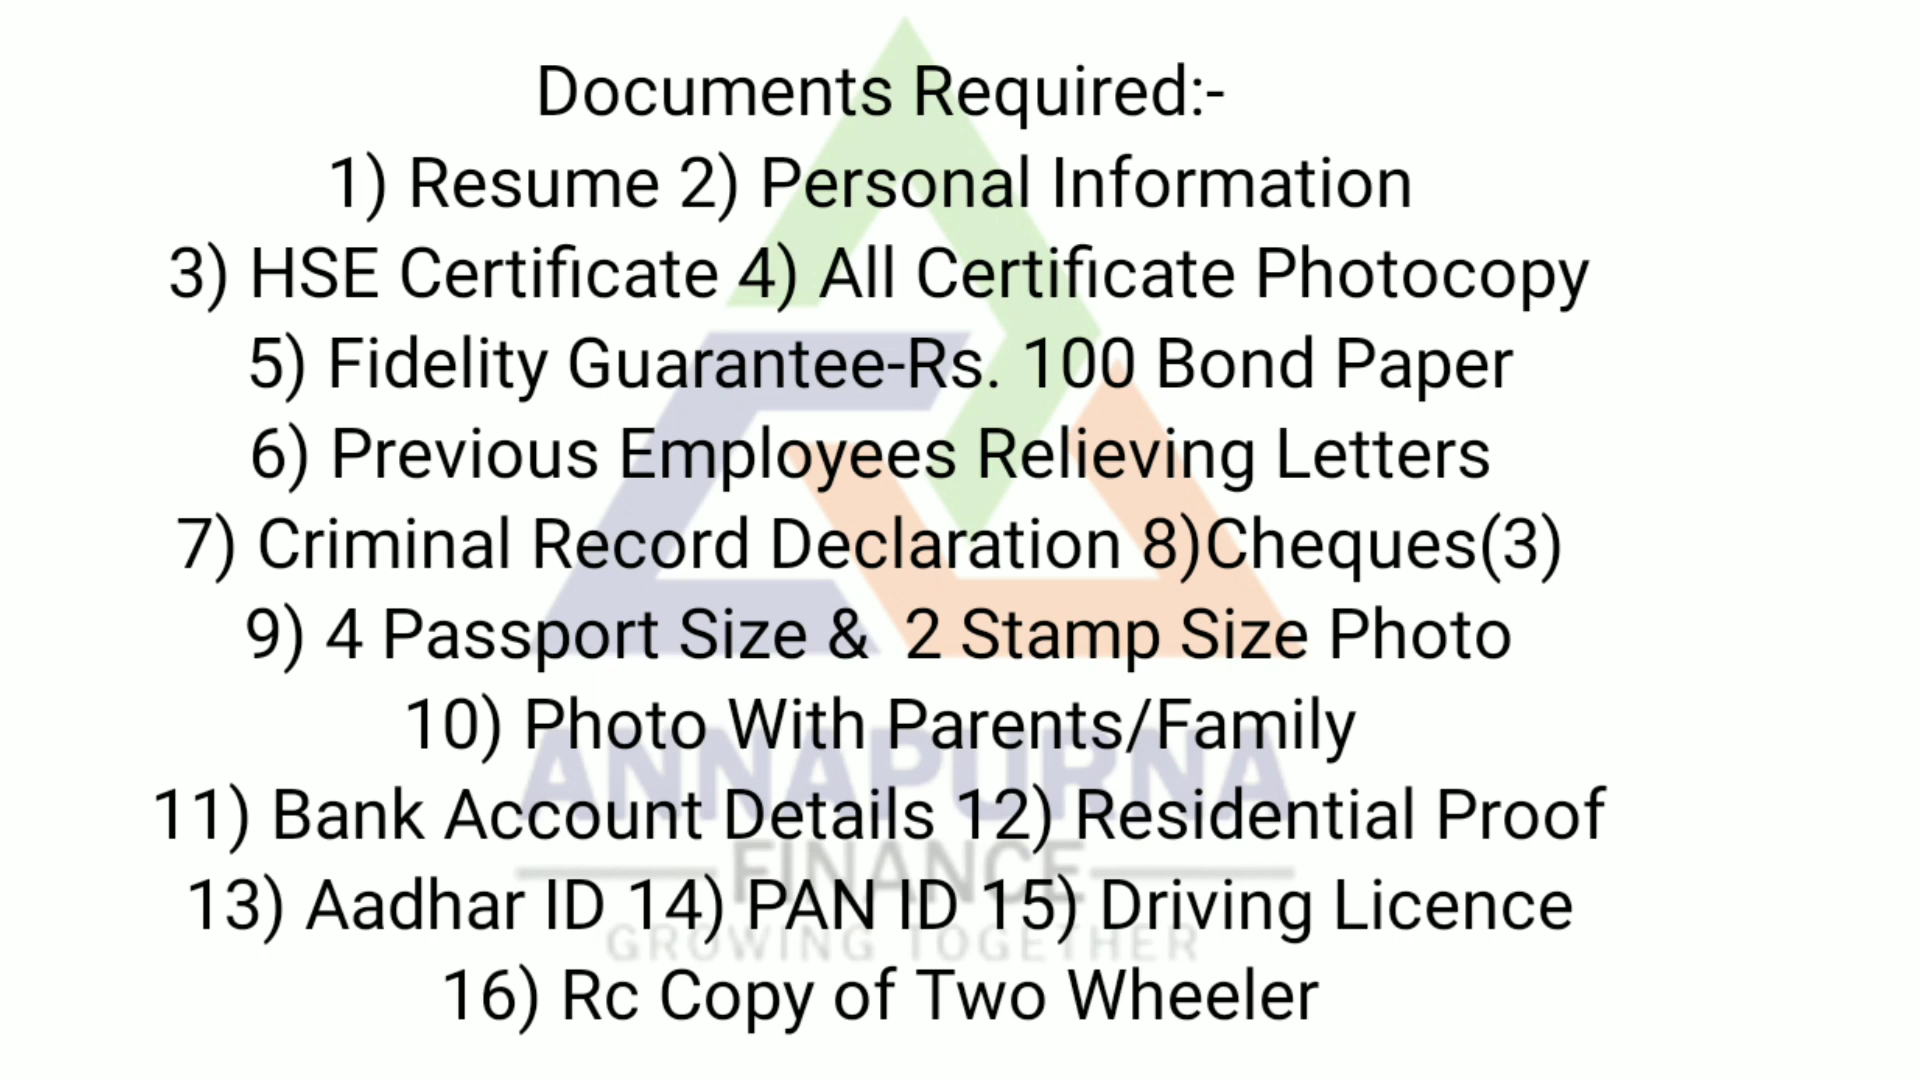 Documents Required:-
1) Resume 2) Personal Information
3) HSE Certificate 4) All Certificate Photocopy
5) Fidelity Guarantee-Rs. 100 Bond Paper
6) Previous Employees Relieving Letters
7) Criminal Record Declaration 8)Cheques(3)
9) 4 Passport Size &  2 Stamp Size Photo
10) Photo With Parents/Family
ANNAPURNA
11) Bank Account Details 12) Residential Proof
FINANCE
13) Aadhar ID 14) PAN ID 15) Driving Licence
GROWING TOGETHER
16) Rc Copy of Two Wheeler